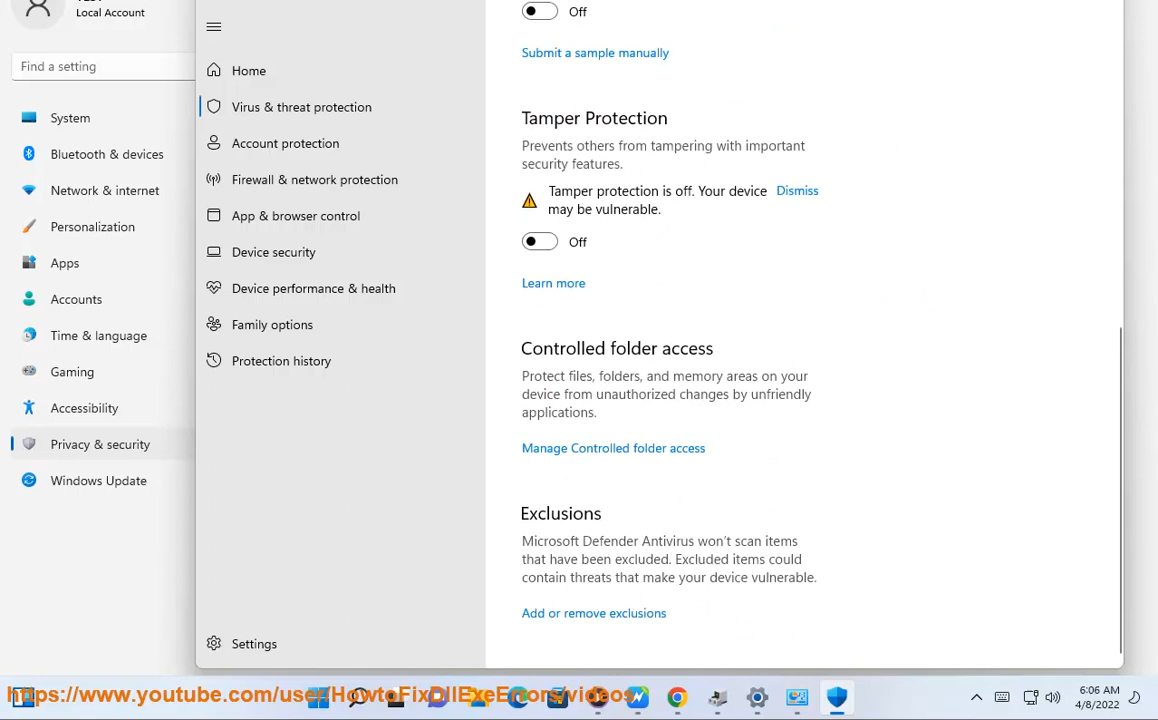 Local Account
Find a setting
System
Bluetooth & devices
Network & internet
Personalization
Apps
Accounts
Time & language
Gaming
Accessibility
Privacy & security
Windows Update
Home
Virus & threat protection
Account protection
Firewall & network protection
App & browser control
Device security
Device performance & health
Family options
Protection history
Settings
Off
Submit a sample manually
Tamper Protection
Prevents others from tampering with important
security features.
Tamper protection is off. Your device Dismiss
may be vulnerable.
Off
Learn more
Controlled folder access
Protect files, folders, and memory areas on your
device from unauthorized changes by unfriendly
applications.
Manage Controlled folder access
Exclusions
Microsoft Defender Antivirus won't scan items
that have been excluded. Excluded items could
contain threats that make your device vulnerable.
Add or remove exclusions
https://www.youtube.com/user/HowtoFixDllExeErrors/videos
6:06 AM
4/8/2022